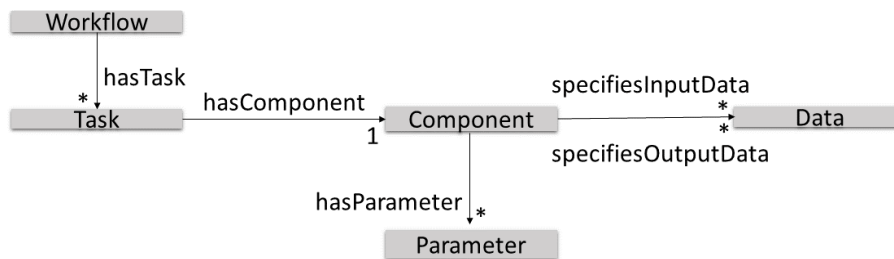 Workflow
hasTask
*
Task
hasComponent
1
Component
specifiesInputData
*
*
specifiesOutputData
Data
hasParameter
*
Parameter